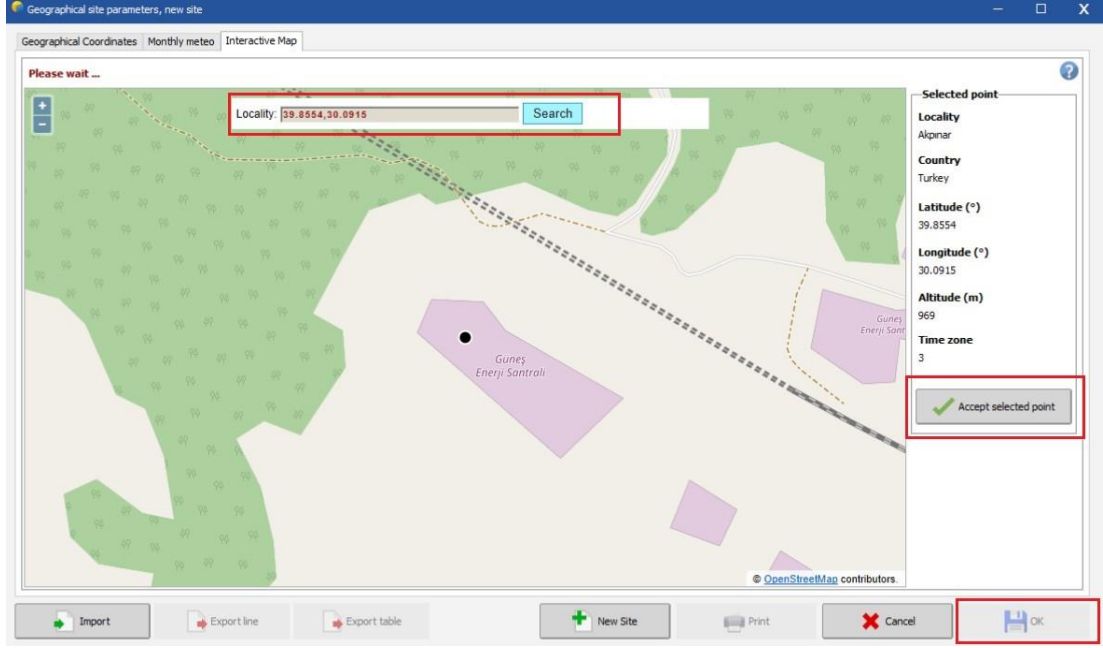 Geographical site parameters, new site
Geographical Coordinates Monthly meteo Interactive Map
Please wait ...
+
−
Locality: 39.8554,30.0915 Search
Güneş
Enerji Santrali
Güneş
Enerji Sant
© OpenStreetMap contributors.
Selected point
Locality
Akpınar
Country
Turkey
Latitude (°)
39.8554
Longitude (°)
30.0915
Altitude (m)
969
Time zone
3
Accept selected point
Import Export line Export table New Site Print Cancel OK